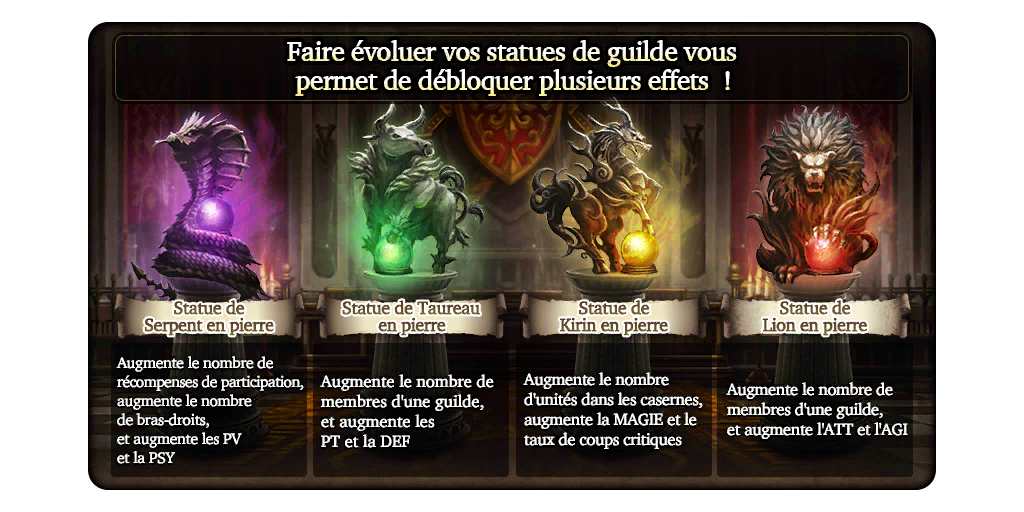 Faire évoluer vos statues de guilde vous
permet de débloquer plusieurs effets !
Statue de
Serpent en pierre
Augmente le nombre de
récompenses de participation,
augmente le nombre
de bras-droits,
et augmente les PV
et la PSY
Statue de Taureau
en pierre
Augmente le nombre de
membres d'une guilde,
et augmente les
PT et la DEF
Statue de
Kirin en pierre
Augmente le nombre
d'unités dans les casernes,
augmente la MAGIE et le
taux de coups critiques
Statue de
Lion en pierre
Augmente le nombre de
membres d'une guilde,
et augmente l'ATT et l'AGI